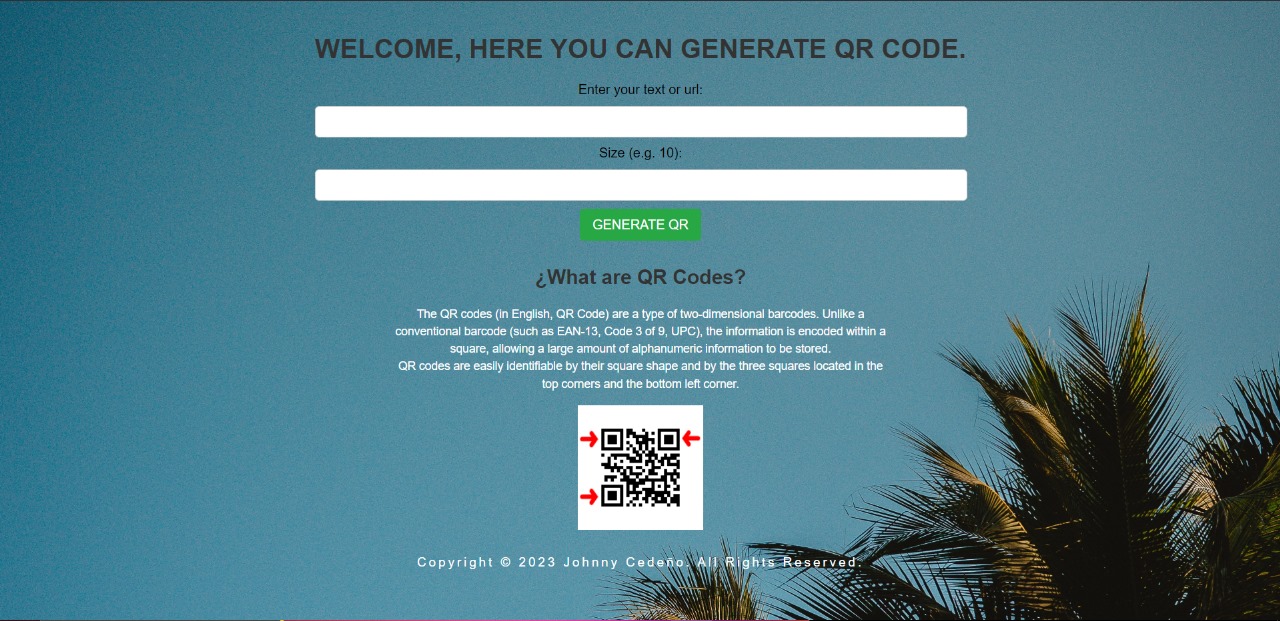 WELCOME, HERE YOU CAN GENERATE QR CODE.
Enter your text or url:
Size (e.g. 10):
GENERATE QR
¿What are QR Codes?
The QR codes (in English, QR Code) are a type of two-dimensional barcodes. Unlike a
conventional barcode (such as EAN-13, Code 3 of 9, UPC), the information is encoded within a
square, allowing a large amount of alphanumeric information to be stored.
QR codes are easily identifiable by their square shape and by the three squares located in the
top corners and the bottom left corner.
Copyright © 2023 Johnny Cedeño. All Rights Reserved.